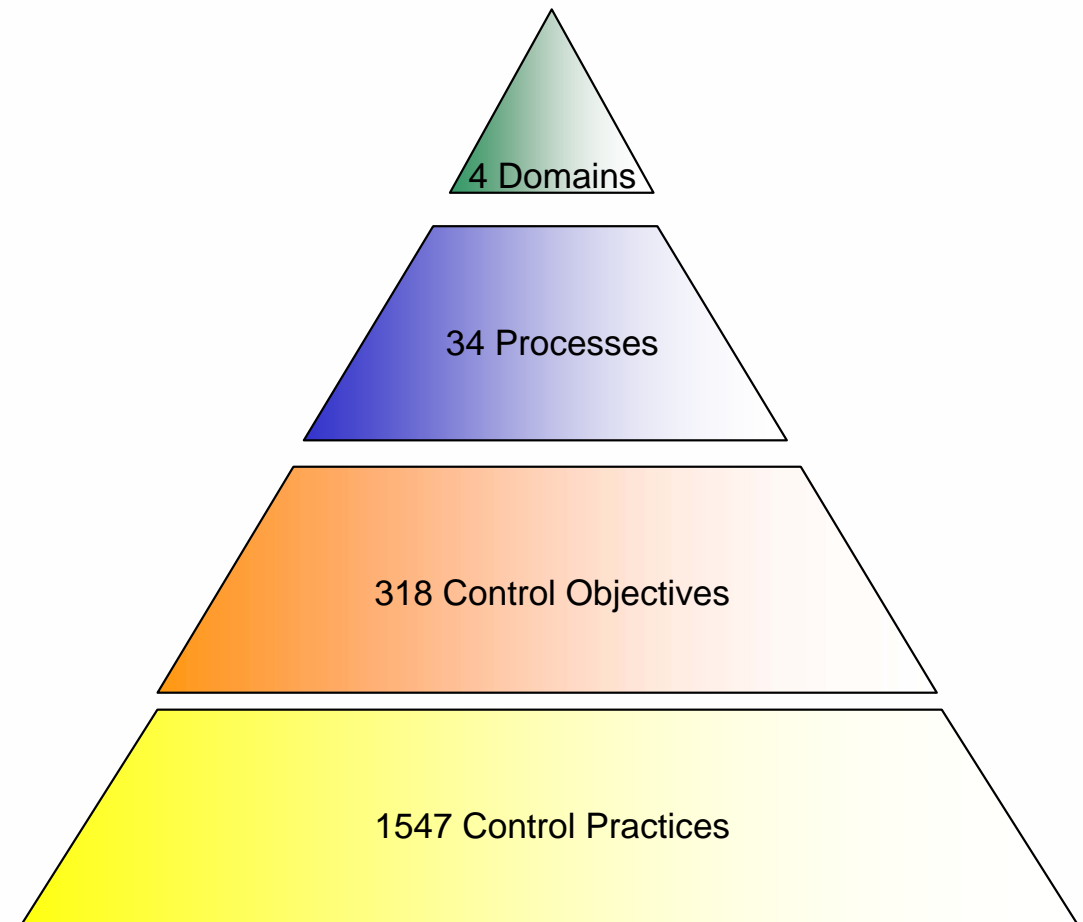 4 Domains
34 Processes
318 Control Objectives
1547 Control Practices